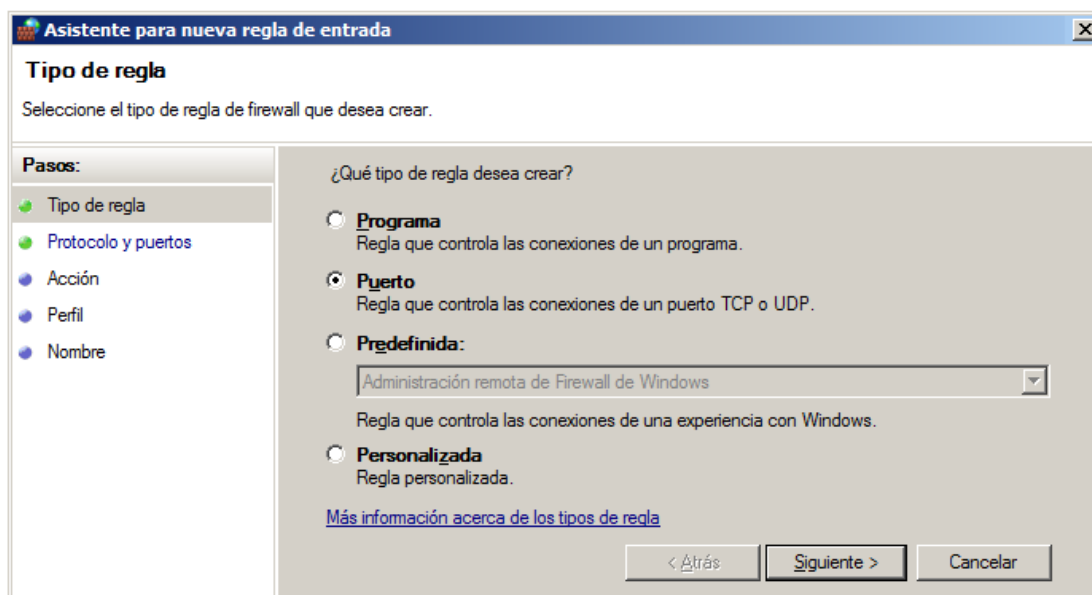 Asistente para nueva regla de entrada
Tipo de regla
Seleccione el tipo de regla de firewall que desea crear.
Pasos:
Tipo de regla
Protocolo y puertos
Acción
Perfil
Nombre
¿Qué tipo de regla desea crear?
Programa
Regla que controla las conexiones de un programa.
Puerto
Regla que controla las conexiones de un puerto TCP o UDP.
Predefinida:
Administración remota de Firewall de Windows
Regla que controla las conexiones de una experiencia con Windows.
Personalizada
Regla personalizada.
Más información acerca de los tipos de regla
< Atrás
Siguiente >
Cancelar